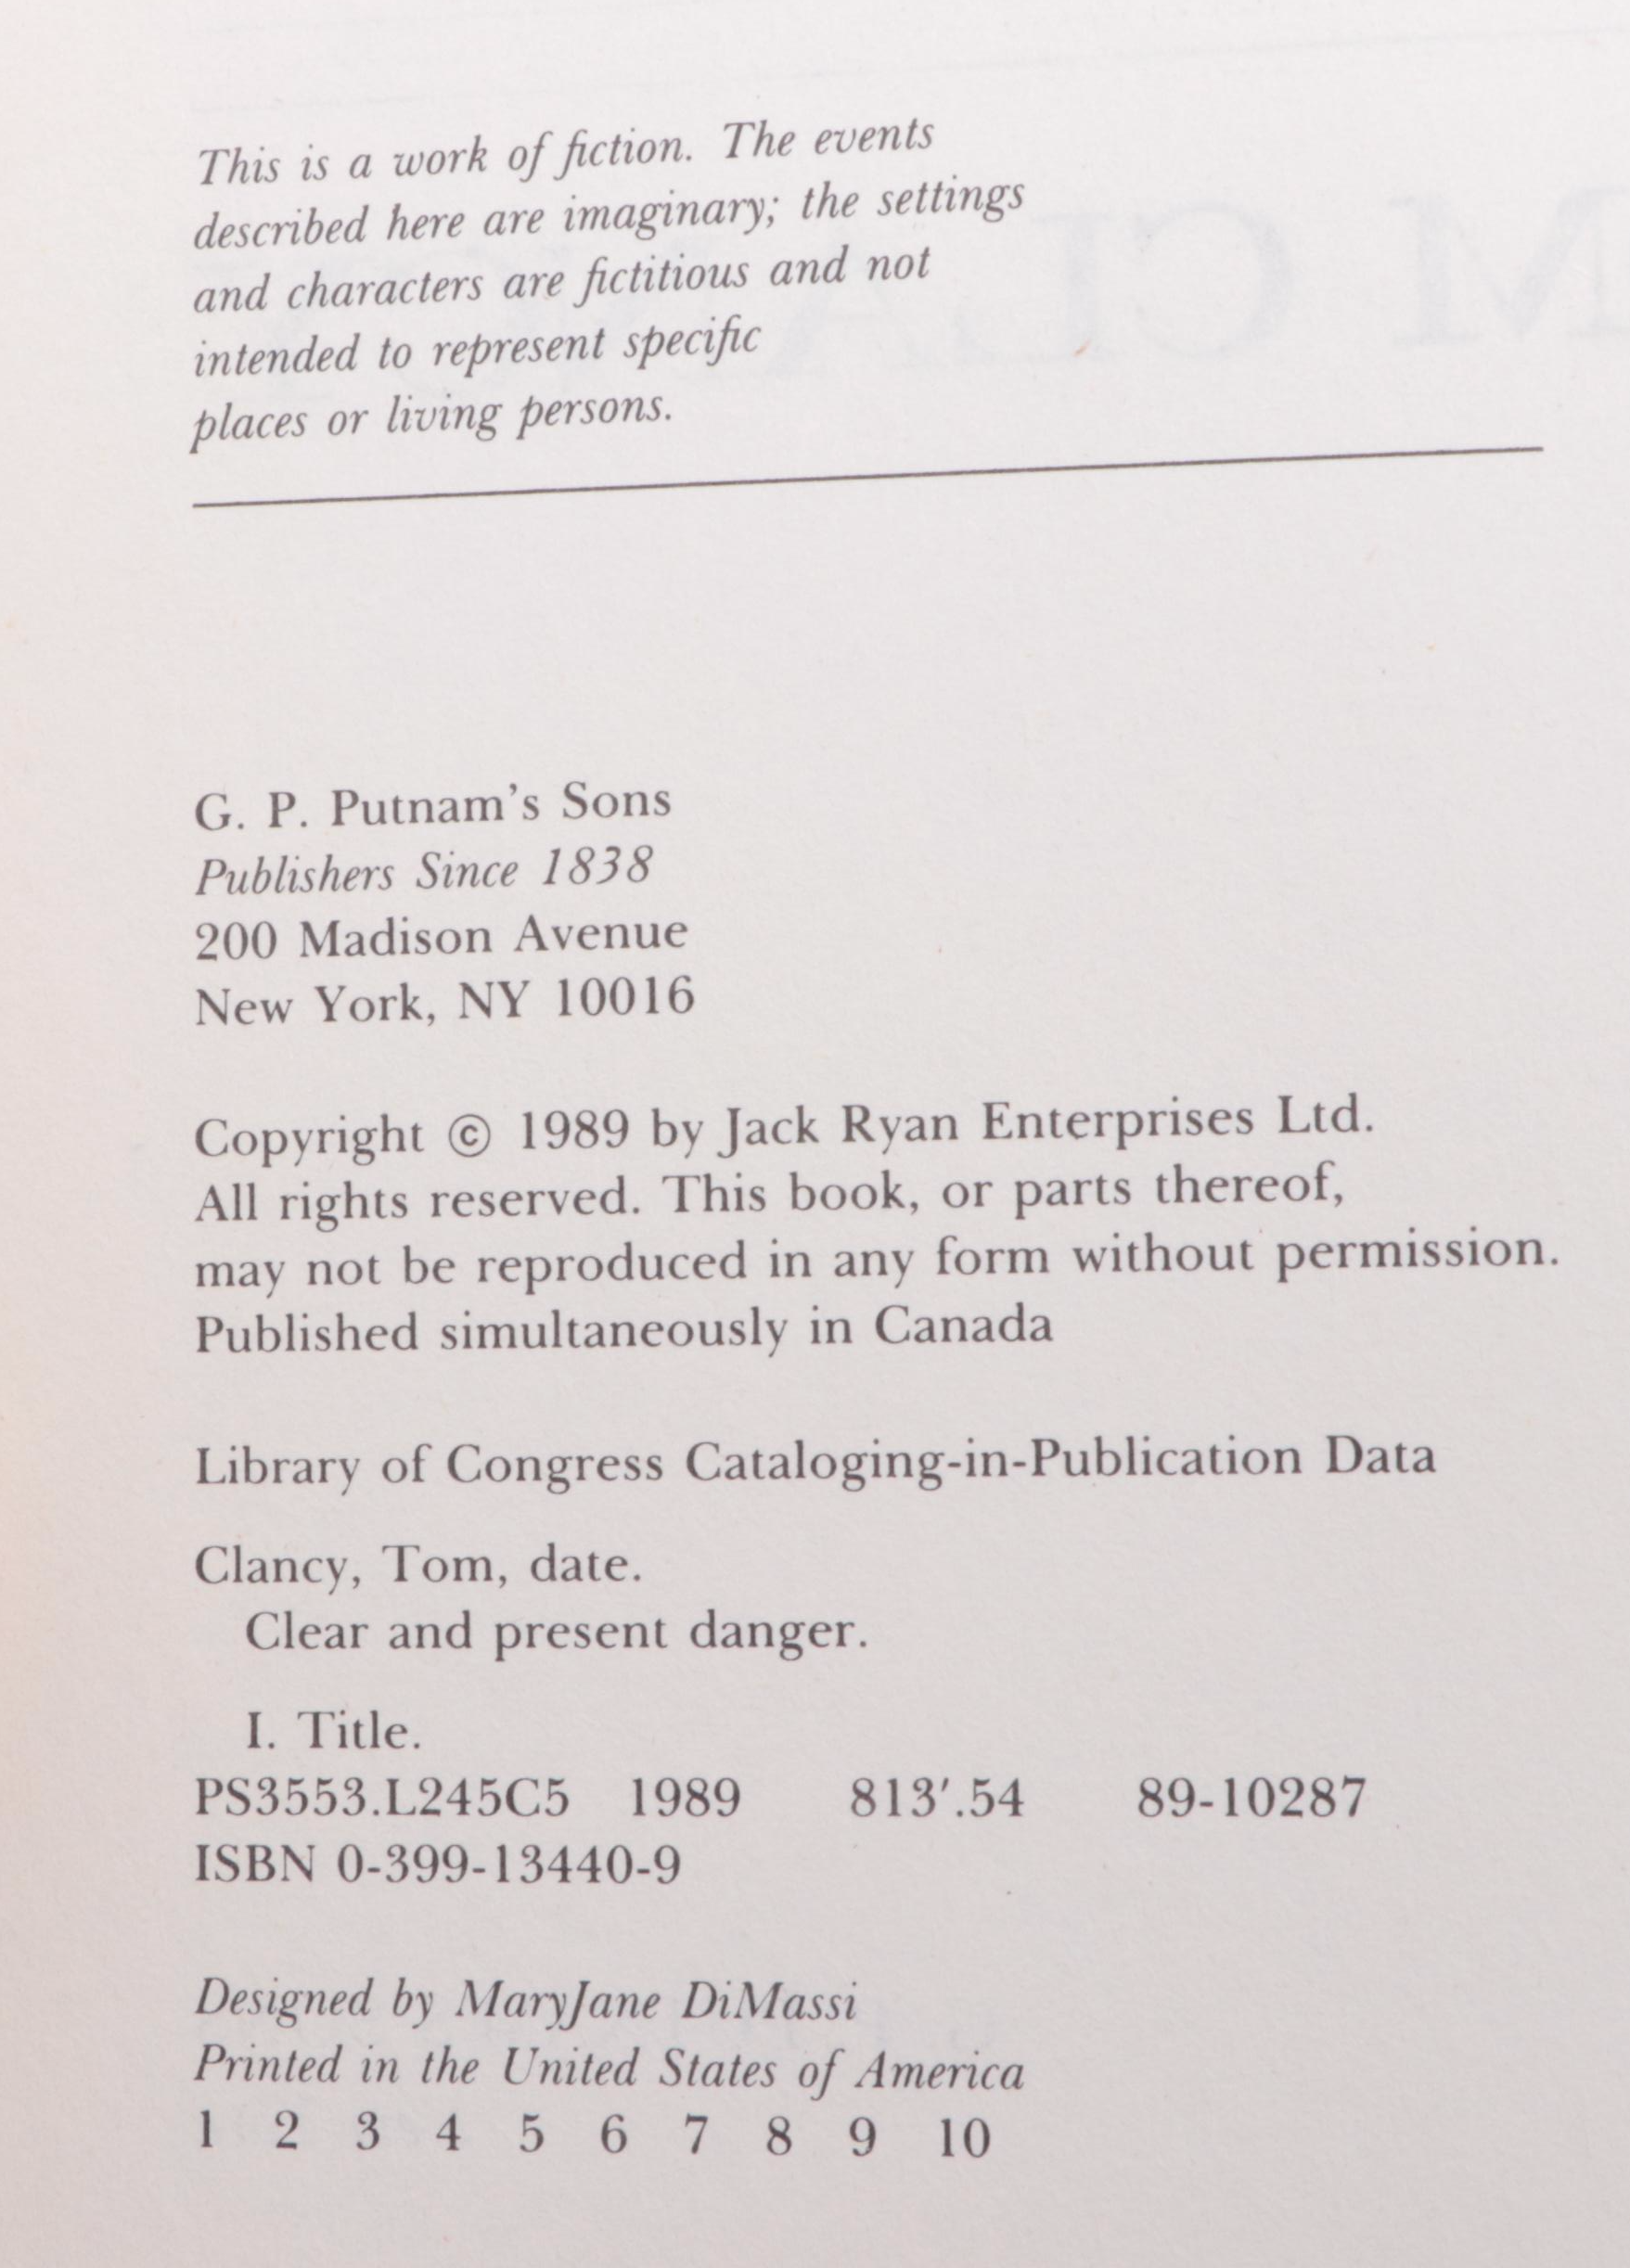 This is a work of fiction. The events
described here are imaginary; the settings
and characters are fictitious and not
intended to represent specific
places or living persons.
G. P. Putnam's Sons
Publishers Since 1838
200 Madison Avenue
New York, NY 10016
Copyright © 1989 by Jack Ryan Enterprises Ltd.
All rights reserved. This book, or parts thereof,
may not be reproduced in any form without permission.
Published simultaneously in Canada
Library of Congress Cataloging-in-Publication Data
Clancy, Tom, date.
Clear and present danger.
I. Title.
PS3553.L245C5 1989 813'.54 89-10287
ISBN 0-399-13440-9
Designed by MaryJane DiMassi
Printed in the United States of America
1 2 3 4 5 6 7 8 9 10